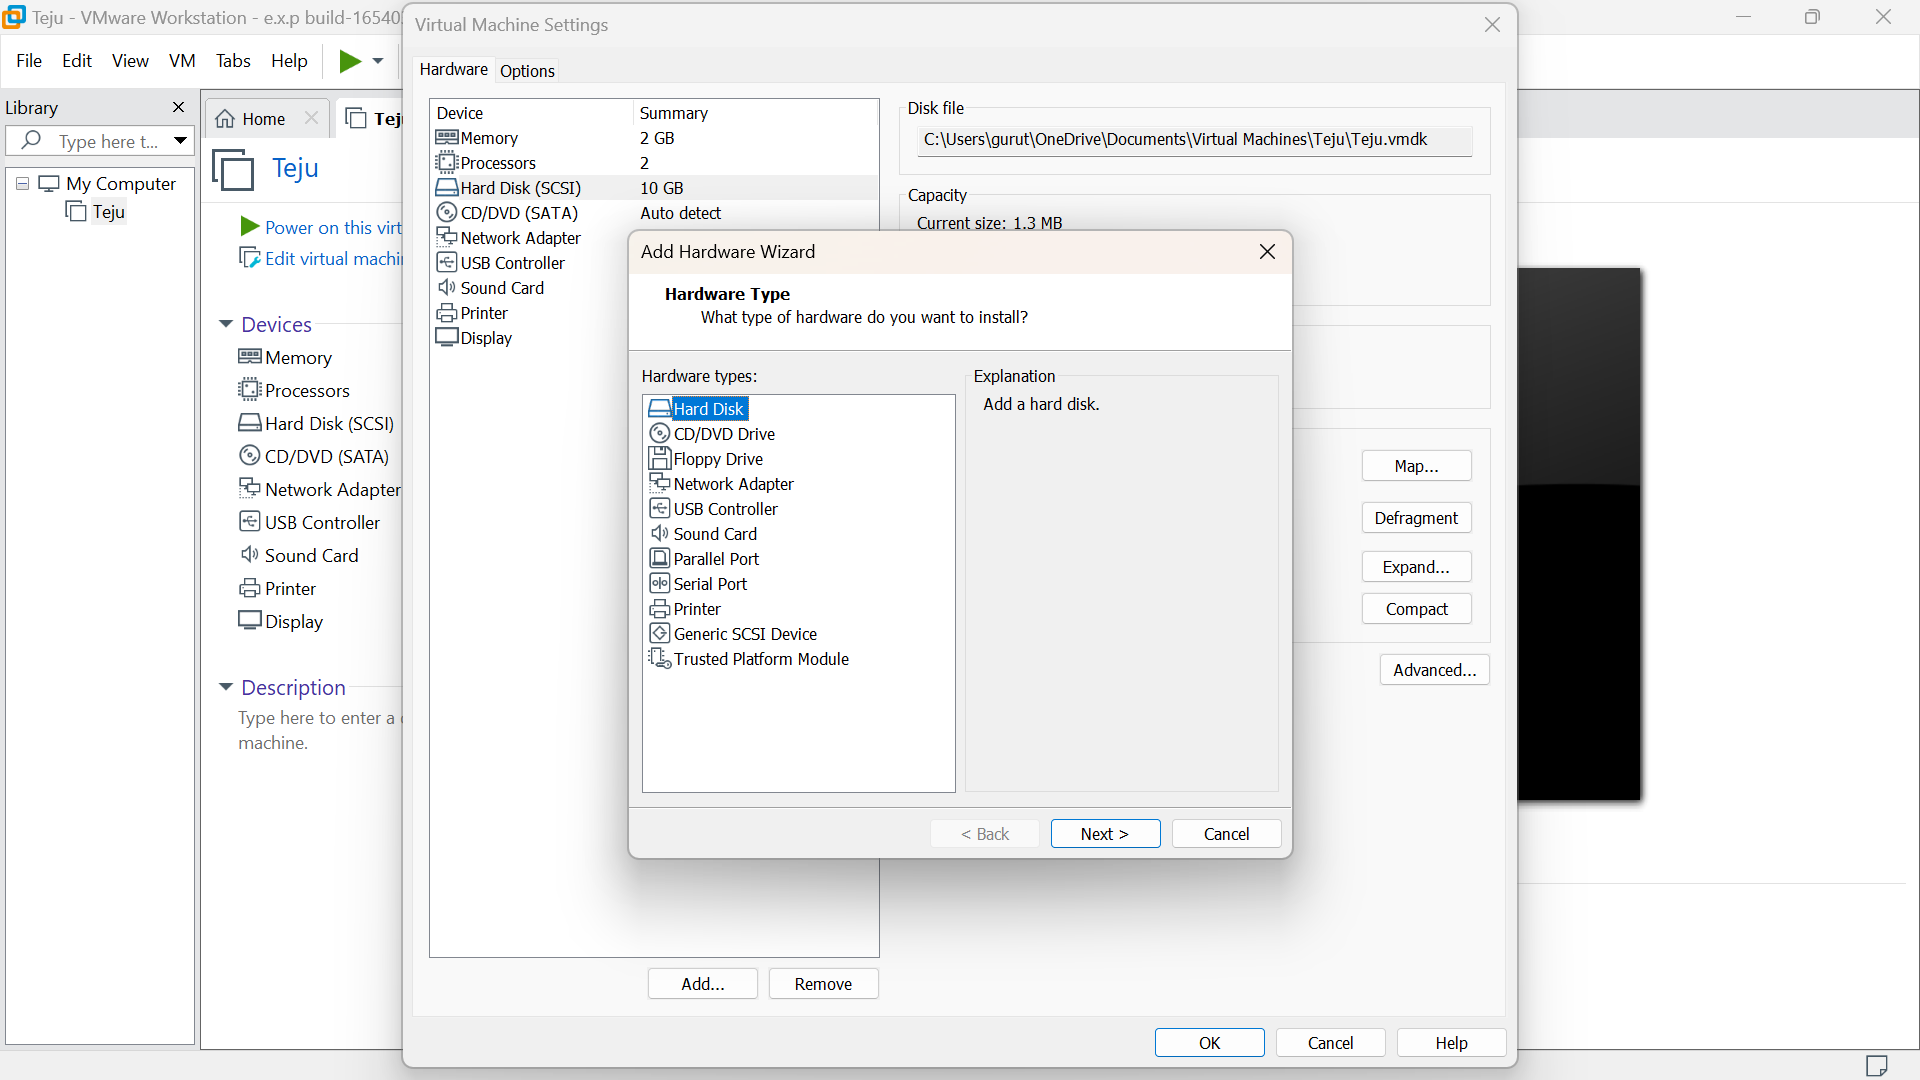 Teju - VMware Workstation - e.x.p build-16540
File Edit View VM Tabs Help
Library
Type here t...
My Computer
Teju
Home
Tej
Teju
Power on this virt
Edit virtual machi
Devices
Memory
Processors
Hard Disk (SCSI)
CD/DVD (SATA)
Network Adapter
USB Controller
Sound Card
Printer
Display
Description
Type here to enter a
machine.
Virtual Machine Settings
Hardware Options
Device Summary
Memory 2 GB
Processors 2
Hard Disk (SCSI) 10 GB
CD/DVD (SATA) Auto detect
Network Adapter
USB Controller
Sound Card
Printer
Display
Add... Remove
Disk file
C:\Users\gurut\OneDrive\Documents\Virtual Machines\Teju\Teju.vmdk
Capacity
Current size: 1.3 MB
Map...
Defragment
Expand...
Compact
Advanced...
OK Cancel Help
Add Hardware Wizard
Hardware Type
What type of hardware do you want to install?
Hardware types:
Hard Disk
CD/DVD Drive
Floppy Drive
Network Adapter
USB Controller
Sound Card
Parallel Port
Serial Port
Printer
Generic SCSI Device
Trusted Platform Module
Explanation
Add a hard disk.
< Back Next > Cancel